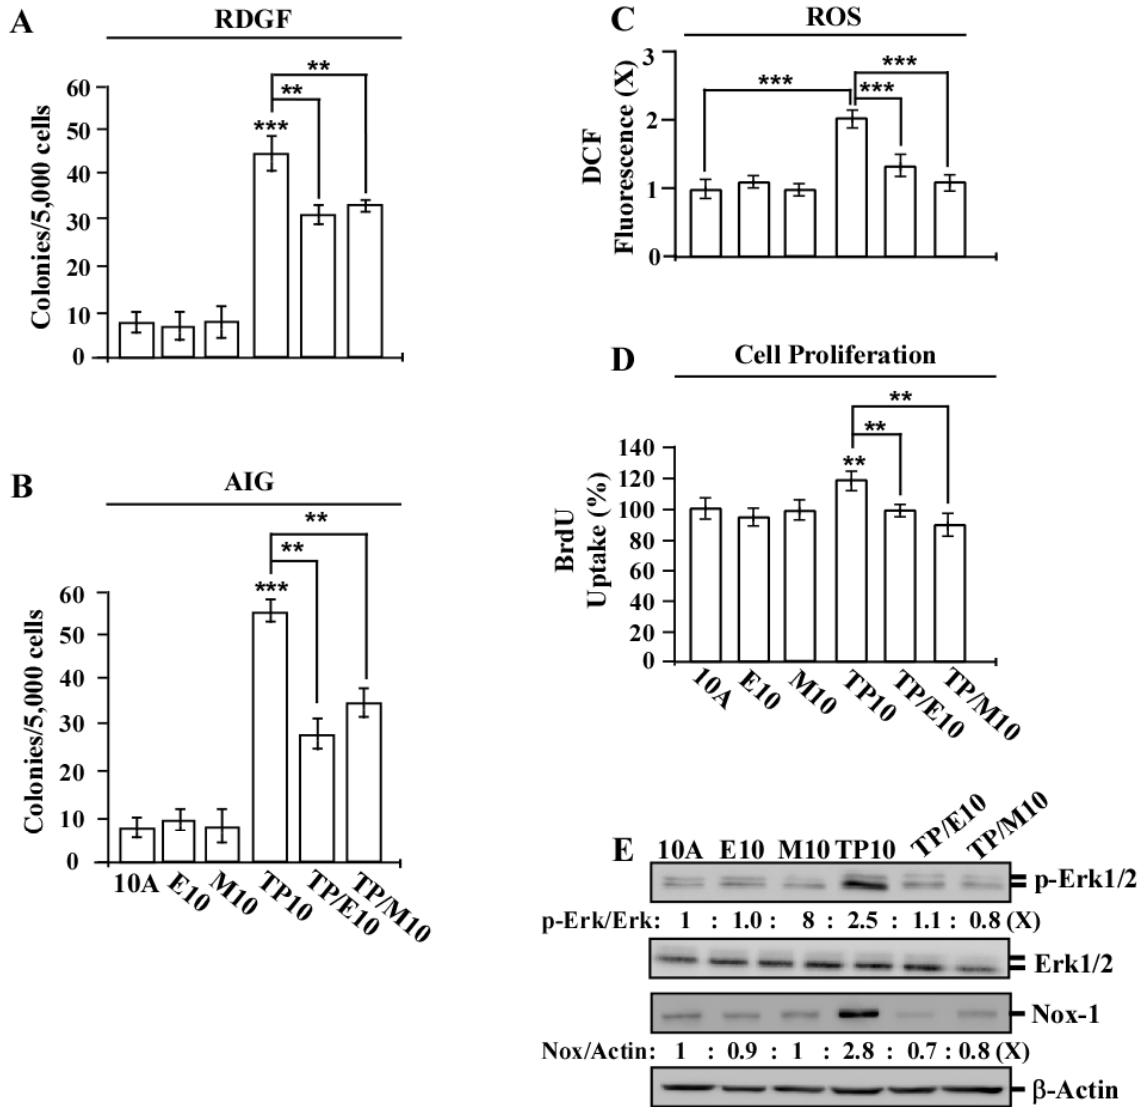 A
RDGF
Colonies/5,000 cells
60
50
40
30
20
10
0
**
**
***
B
AIG
Colonies/5,000 cells
60
50
40
30
20
10
0
**
**
***
10A
E10
M10
TP10
TP/E10
TP/M10
C
ROS
DCF
Fluorescence (X)
3
2
1
0
***
***
***
D
Cell Proliferation
BrdU
Uptake (%)
140
120
100
80
60
40
20
0
**
**
**
10A
E10
M10
TP10
TP/E10
TP/M10
E
10A E10 M10 TP10 TP/E10 TP/M10
p-Erk1/2
p-Erk/Erk: 1 : 1.0 : 8 : 2.5 : 1.1 : 0.8 (X)
Erk1/2
Nox-1
Nox/Actin: 1 : 0.9 : 1 : 2.8 : 0.7 : 0.8 (X)
β-Actin